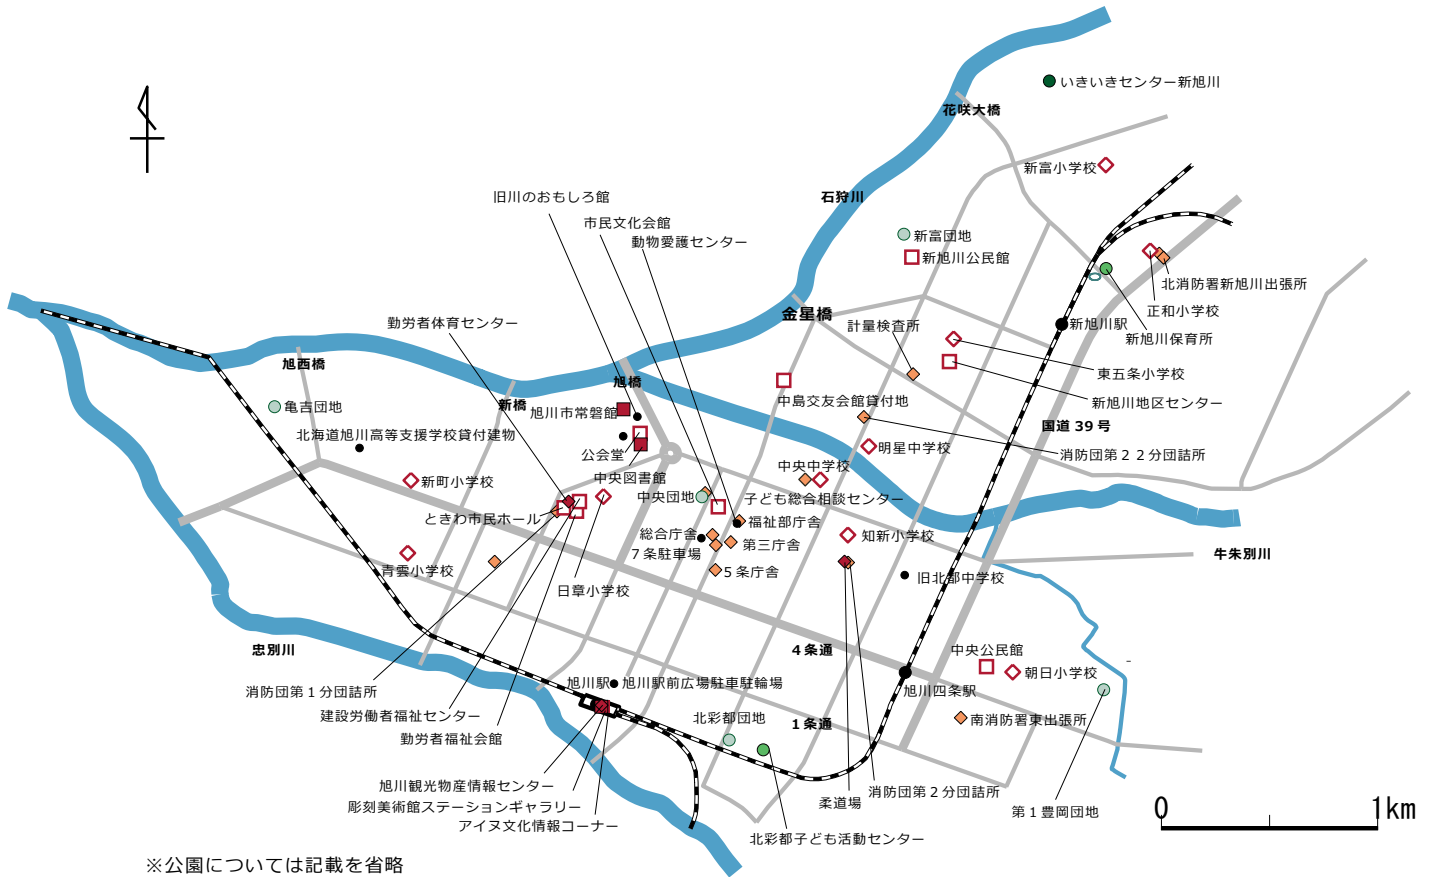 いきいきセンター新旭川
花咲大橋
新富小学校
旧川のおもしろ館
石狩川
市民文化会館
動物愛護センター
新富団地
新旭川公民館
北消防署新旭川出張所
正和小学校
金星橋
勤労者体育センター
計量検査所
新旭川駅
新旭川保育所
旭西橋
旭橋
東五条小学校
新橋
亀吉団地
旭川市常磐館
中島交友会館貸付地
新旭川地区センター
北海道旭川高等支援学校貸付建物
国道 39 号
公会堂
明星中学校
消防団第２２分団詰所
中央図書館
中央中学校
新町小学校
中央団地
子ども総合相談センター
ときわ市民ホール
福祉部庁舎
総合庁舎
知新小学校
７条駐車場
第三庁舎
牛朱別川
青雲小学校
５条庁舎
旧北都中学校
日章小学校
忠別川
４条通
中央公民館
朝日小学校
消防団第１分団詰所
旭川駅
旭川駅前広場駐車駐輪場
旭川四条駅
建設労働者福祉センター
北彩都団地
１条通
南消防署東出張所
勤労者福祉会館
旭川観光物産情報センター
消防団第２分団詰所
彫刻美術館ステーションギャラリー
柔道場
第１豊岡団地
0
1km
アイヌ文化情報コーナー
北彩都子ども活動センター
※公園については記載を省略